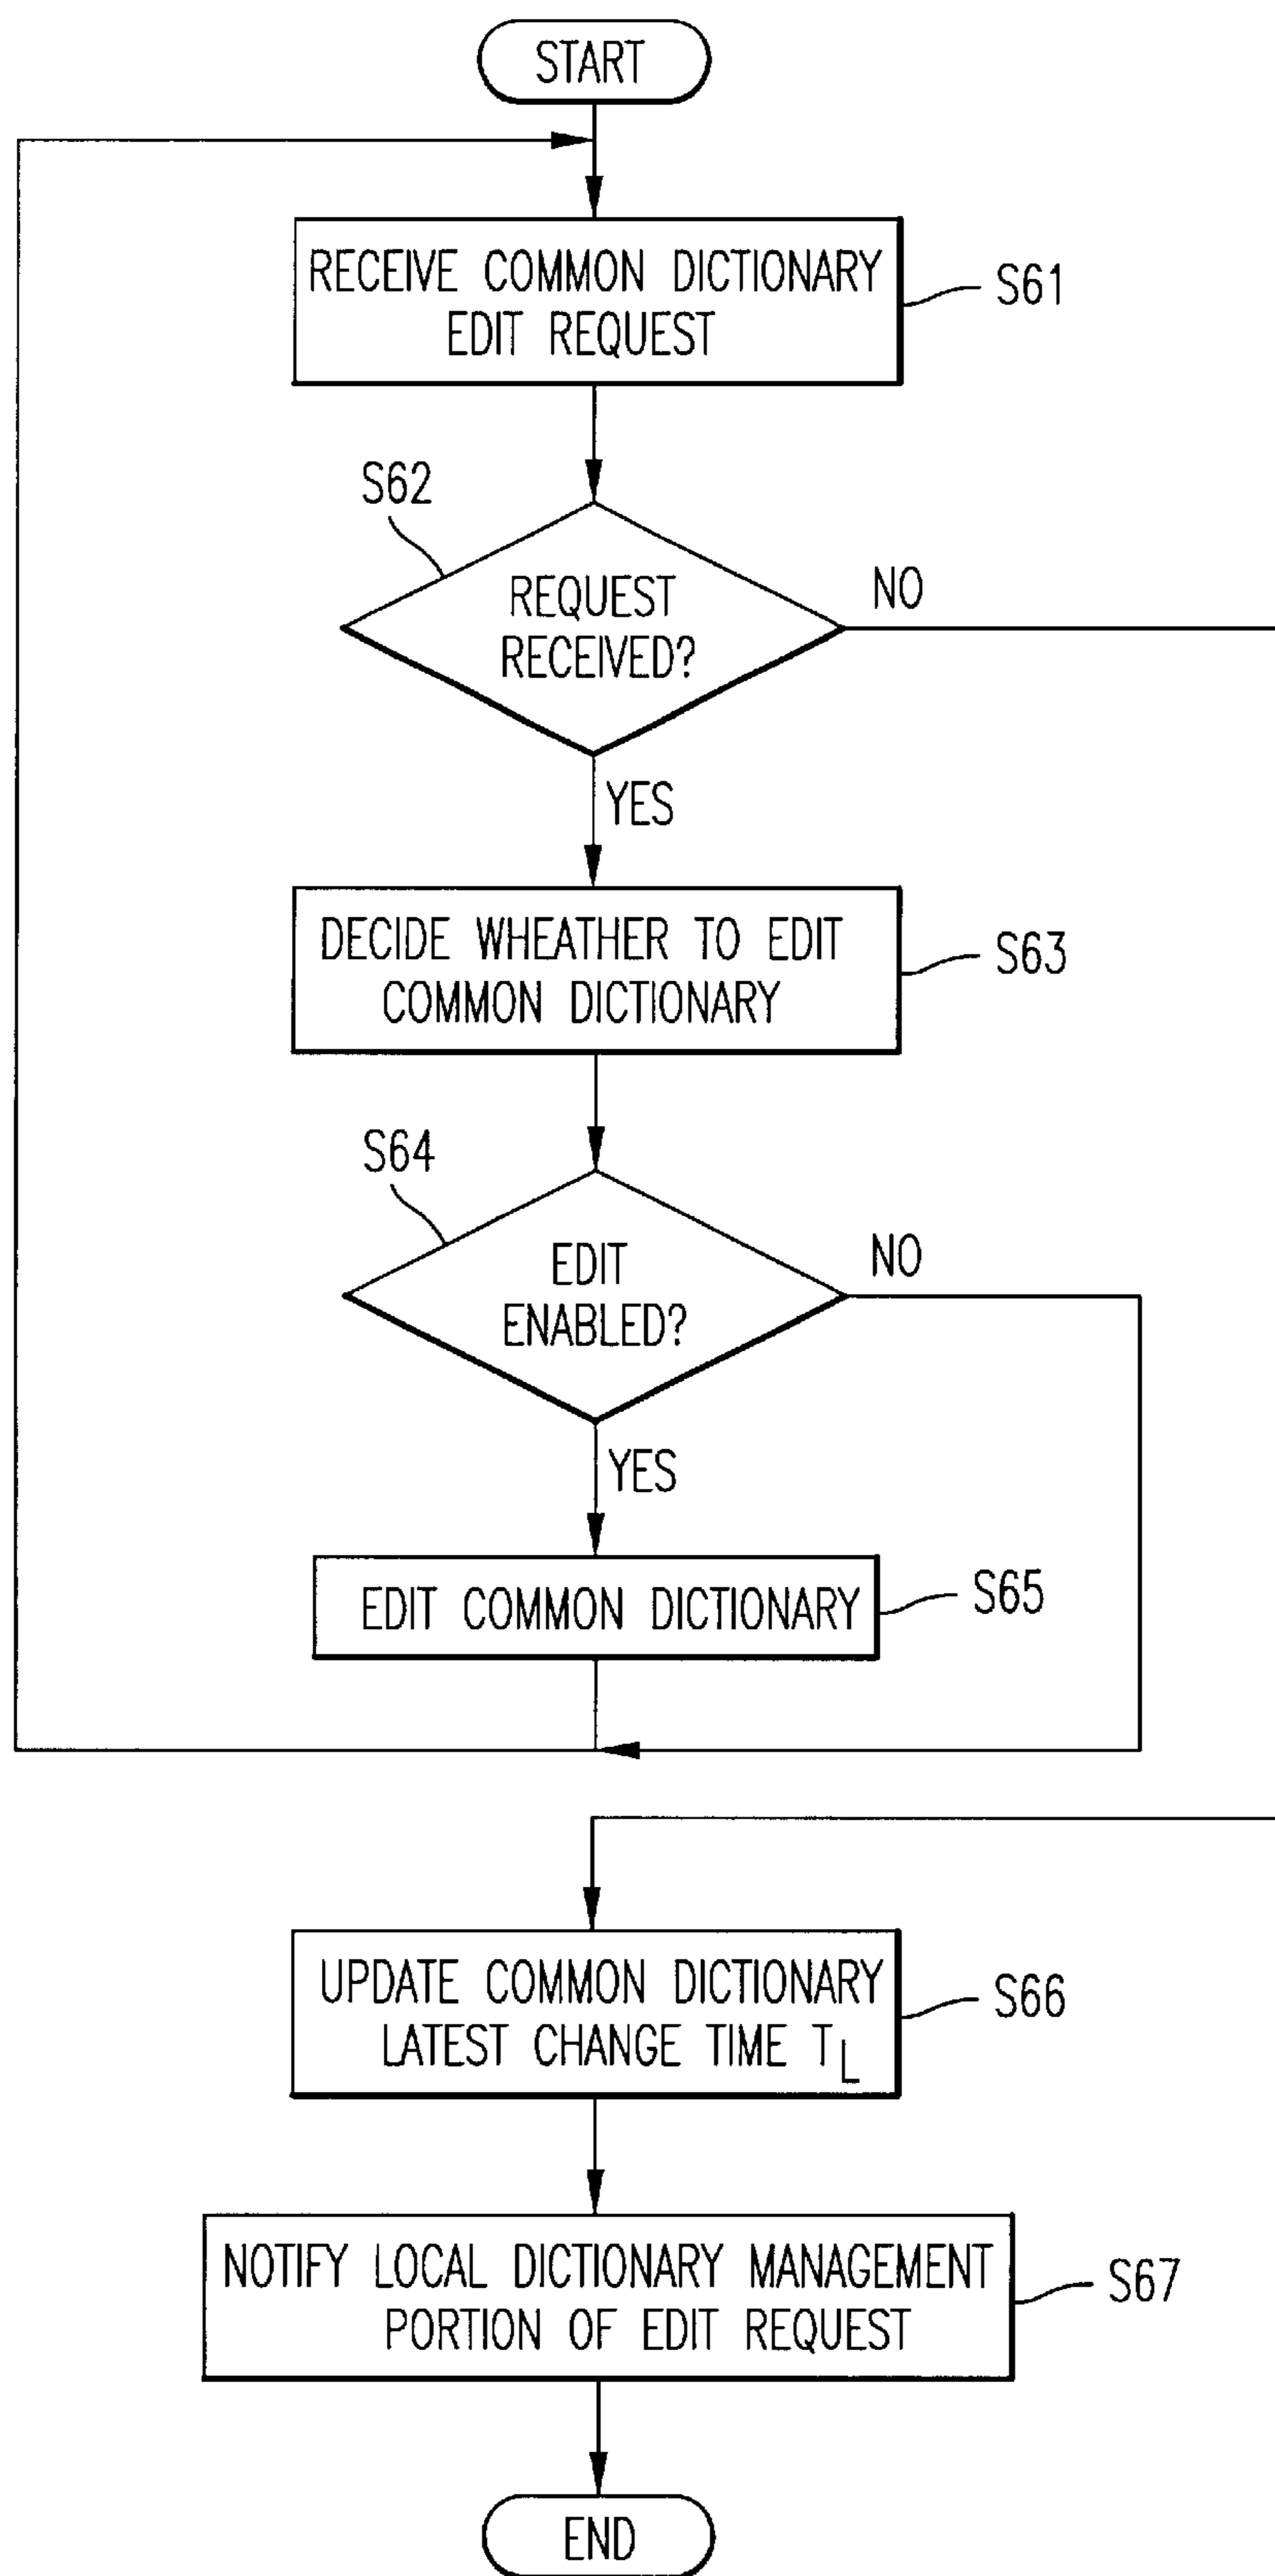 START
RECEIVE COMMON DICTIONARY
EDIT REQUEST
S61
S62
REQUEST
RECEIVED?
NO
YES
DECIDE WHEATHER TO EDIT
COMMON DICTIONARY
S63
S64
EDIT
ENABLED?
NO
YES
EDIT COMMON DICTIONARY
S65
UPDATE COMMON DICTIONARY
LATEST CHANGE TIME TL
S66
NOTIFY LOCAL DICTIONARY MANAGEMENT
PORTION OF EDIT REQUEST
S67
END